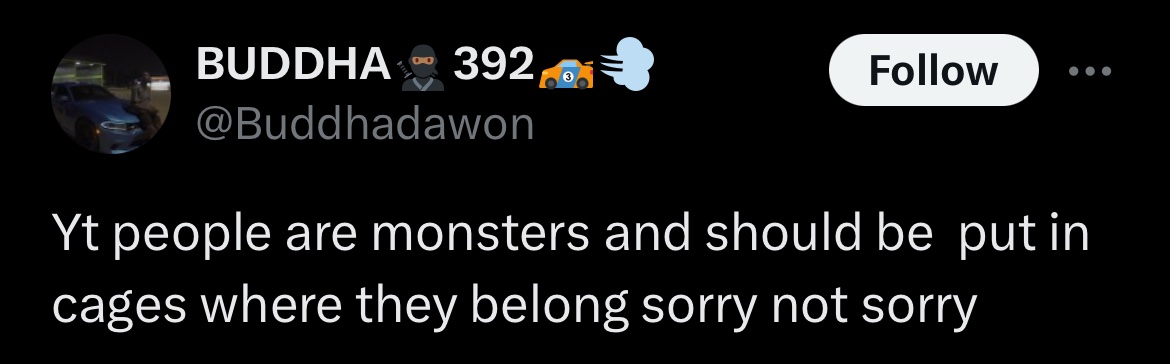 BUDDHA🥷392🏎️💨
Follow
@Buddhadawon
Yt people are monsters and should be  put in
cages where they belong sorry not sorry